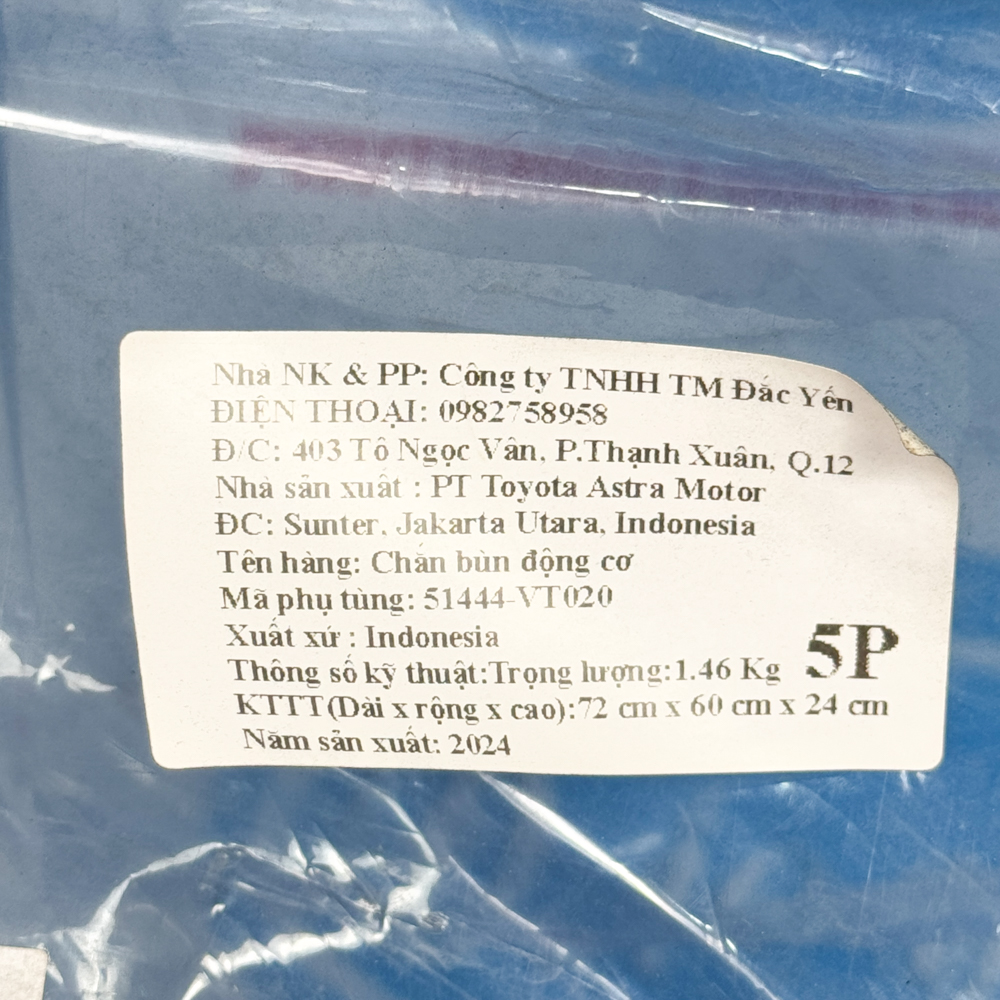 Nhà NK & PP: Công ty TNHH TM Đắc Yến
ĐIỆN THOẠI: 0982758958
Đ/C: 403 Tô Ngọc Vân, P.Thạnh Xuân, Q.12
Nhà sản xuất : PT Toyota Astra Motor
ĐC: Sunter, Jakarta Utara, Indonesia
Tên hàng: Chắn bùn động cơ
Mã phụ tùng: 51444-VT020
Xuất xứ : Indonesia
5P
Thông số kỹ thuật:Trọng lượng:1.46 Kg
KTTT(Dài x rộng x cao):72 cm x 60 cm x 24 cm
Năm sản xuất: 2024